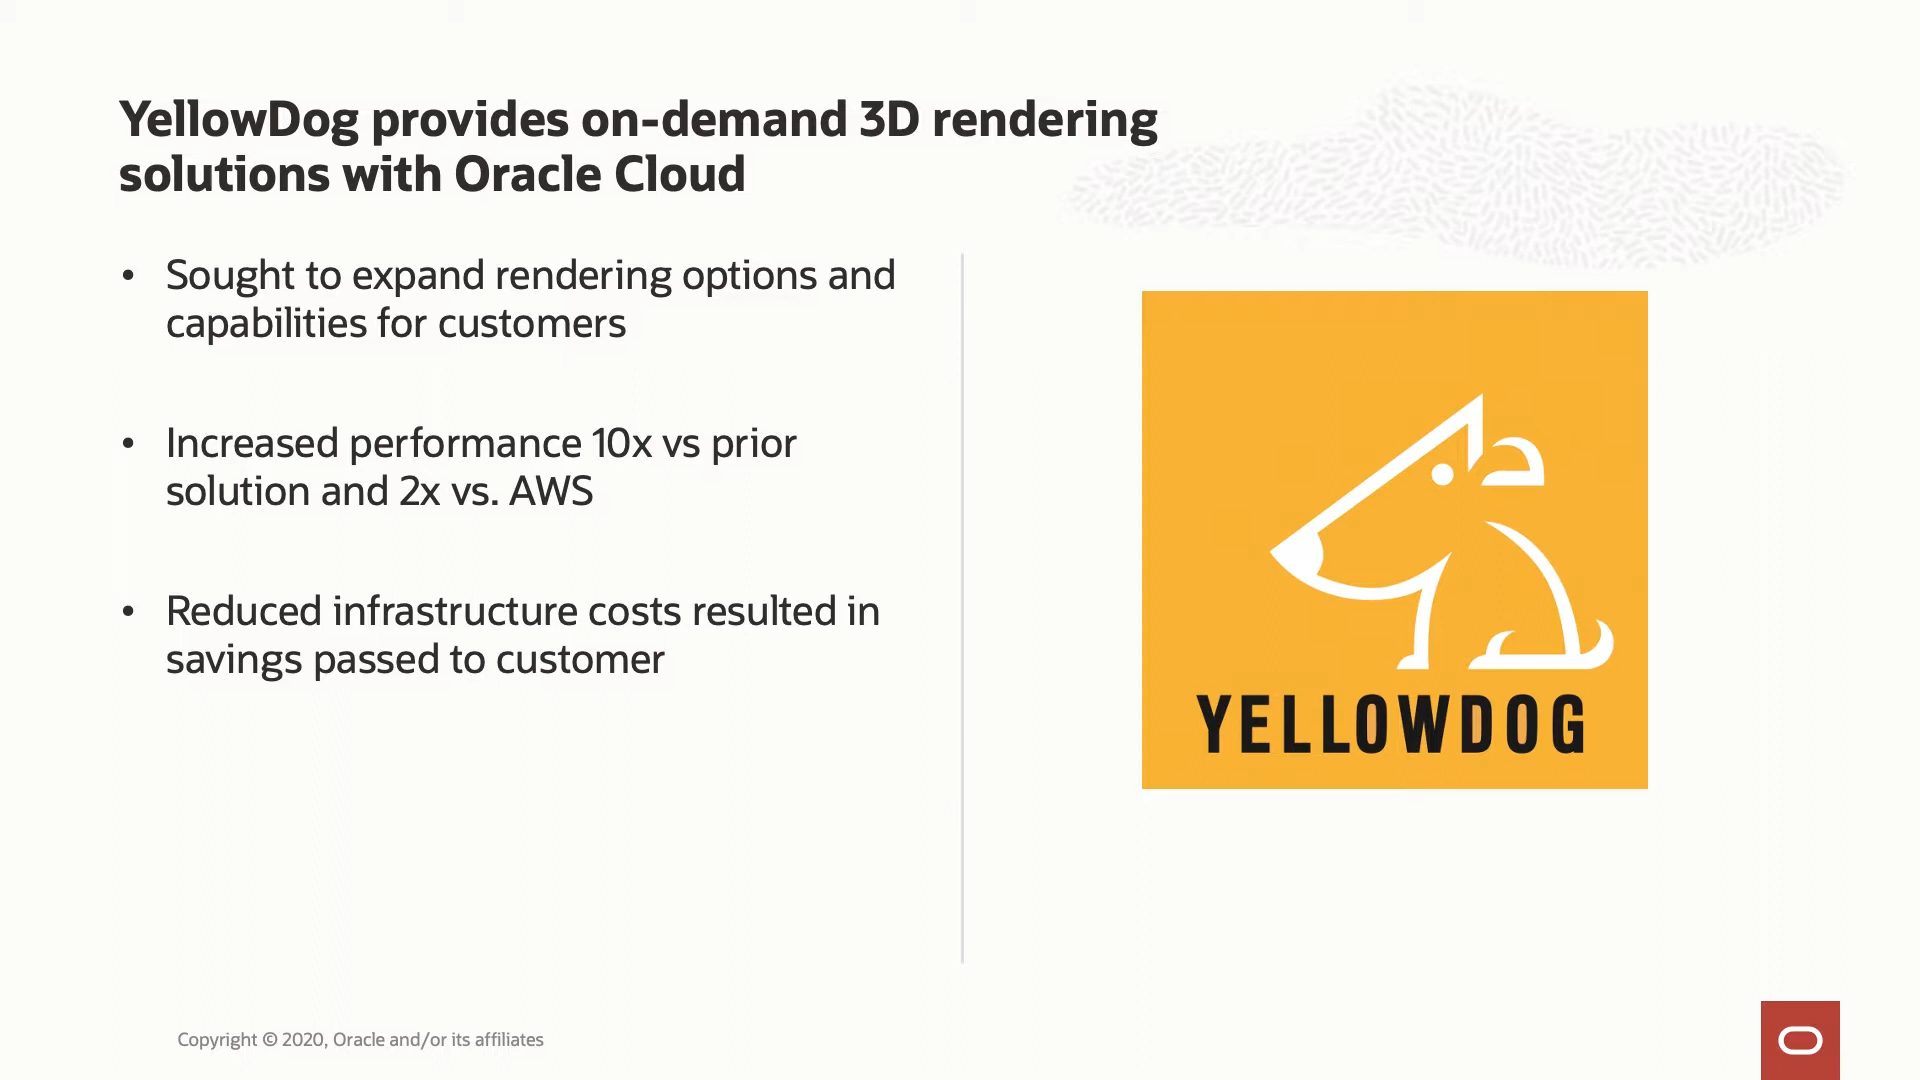 YellowDog provides on-demand 3D rendering
solutions with Oracle Cloud
• Sought to expand rendering options and
capabilities for customers
• Increased performance 10x vs prior
solution and 2x vs. AWS
• Reduced infrastructure costs resulted in
savings passed to customer
YELLOWDOG
Copyright © 2020, Oracle and/or its affiliates